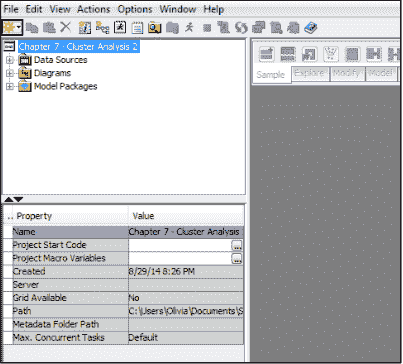 File Edit View Actions Options Window Help
Chapter 7 - Cluster Analysis 2
Data Sources
Diagrams
Model Packages
Sample Explore Modify Model
.. Property Value
Name Chapter 7 - Cluster Analysis
Project Start Code ...
Project Macro Variables ...
Created 8/29/14 8:26 PM
Server
Grid Available No
Path C:\Users\Olivia\Documents\S
Metadata Folder Path
Max. Concurrent Tasks Default